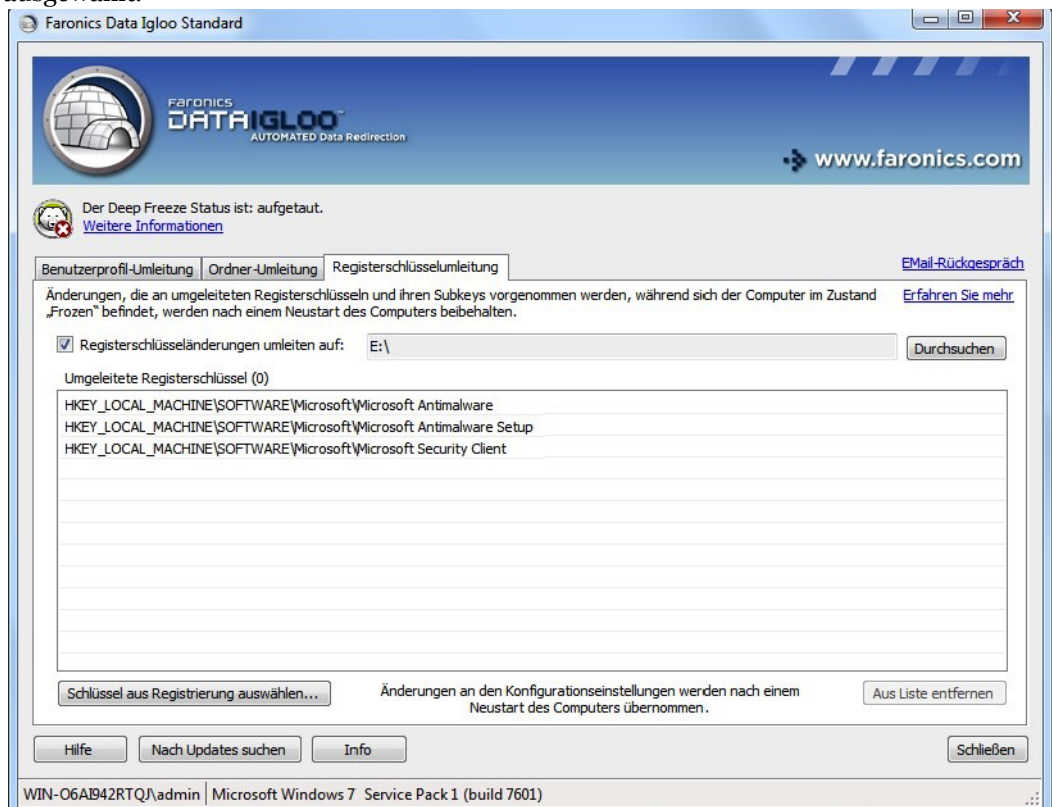 ausgewählt.
Faronics Data Igloo Standard
FARONICS
DATAIGLOO™
AUTOMATED Data Redirection
www.faronics.com
Der Deep Freeze Status ist: aufgetaut.
Weitere Informationen
Benutzerprofil-Umleitung Ordner-Umleitung Registerschlüsselumleitung EMail-Rückgespräch
Änderungen, die an umgeleiteten Registerschlüsseln und ihren Subkeys vorgenommen werden, während sich der Computer im Zustand Erfahren Sie mehr
„Frozen“ befindet, werden nach einem Neustart des Computers beibehalten.
Registerschlüsseländerungen umleiten auf: E:\ Durchsuchen
Umgeleitete Registerschlüssel (0)
HKEY_LOCAL_MACHINE\SOFTWARE\Microsoft\Microsoft Antimalware
HKEY_LOCAL_MACHINE\SOFTWARE\Microsoft\Microsoft Antimalware Setup
HKEY_LOCAL_MACHINE\SOFTWARE\Microsoft\Microsoft Security Client
Schlüssel aus Registrierung auswählen... Änderungen an den Konfigurationseinstellungen werden nach einem Aus Liste entfernen
Neustart des Computers übernommen.
Hilfe Nach Updates suchen Info Schließen
WIN-O6AI942RTQJ\admin Microsoft Windows 7 Service Pack 1 (build 7601)